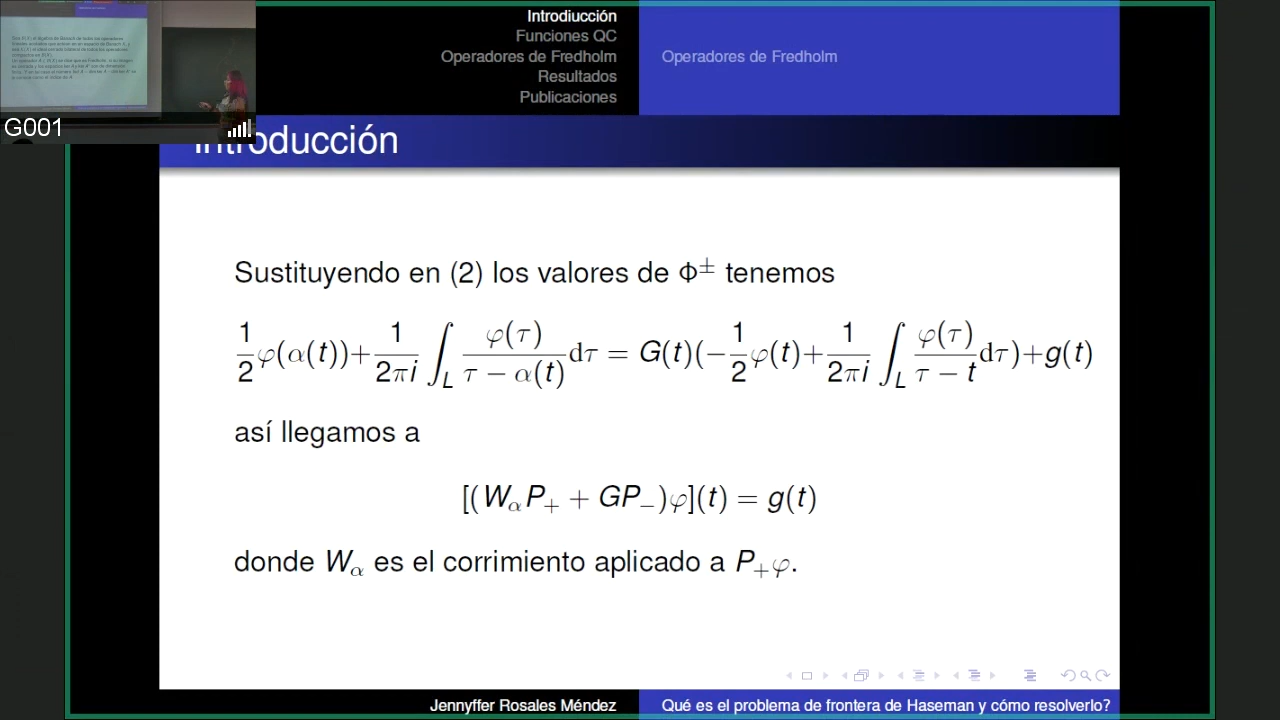 G001
Introdiucción
Funciones QC
Operadores de Fredholm
Resultados
Publicaciones
Operadores de Fredholm
Introducción
Sustituyendo en (2) los valores de Φ± tenemos
1/2 φ(α(t)) + 1/2πi ∫_L φ(τ)/(τ − α(t)) dτ = G(t)(−1/2 φ(t) + 1/2πi ∫_L φ(τ)/(τ − t) dτ) + g(t)
así llegamos a
[(W_α P_+ + GP_−)φ](t) = g(t)
donde W_α es el corrimiento aplicado a P_+φ.
Jennyffer Rosales Méndez
Qué es el problema de frontera de Haseman y cómo resolverlo?